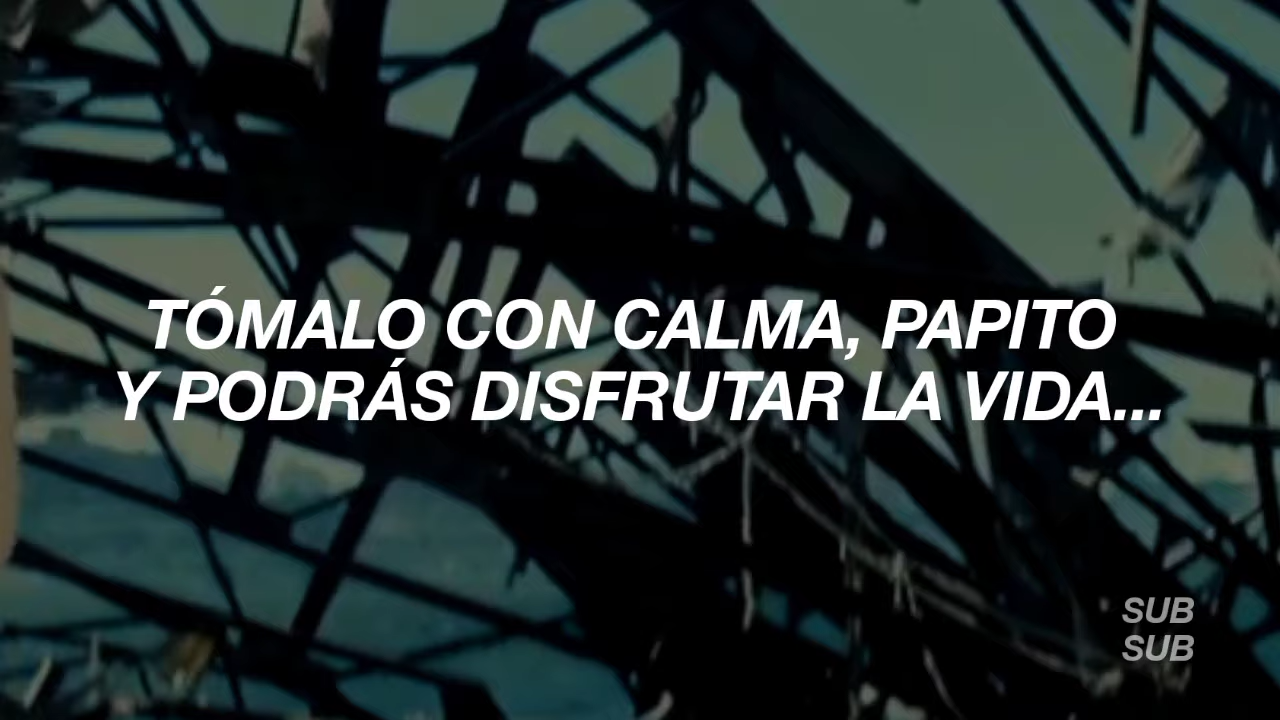 TÓMALO CON CALMA, PAPITO
Y PODRÁS DISFRUTAR LA VIDA...
SUB
SUB